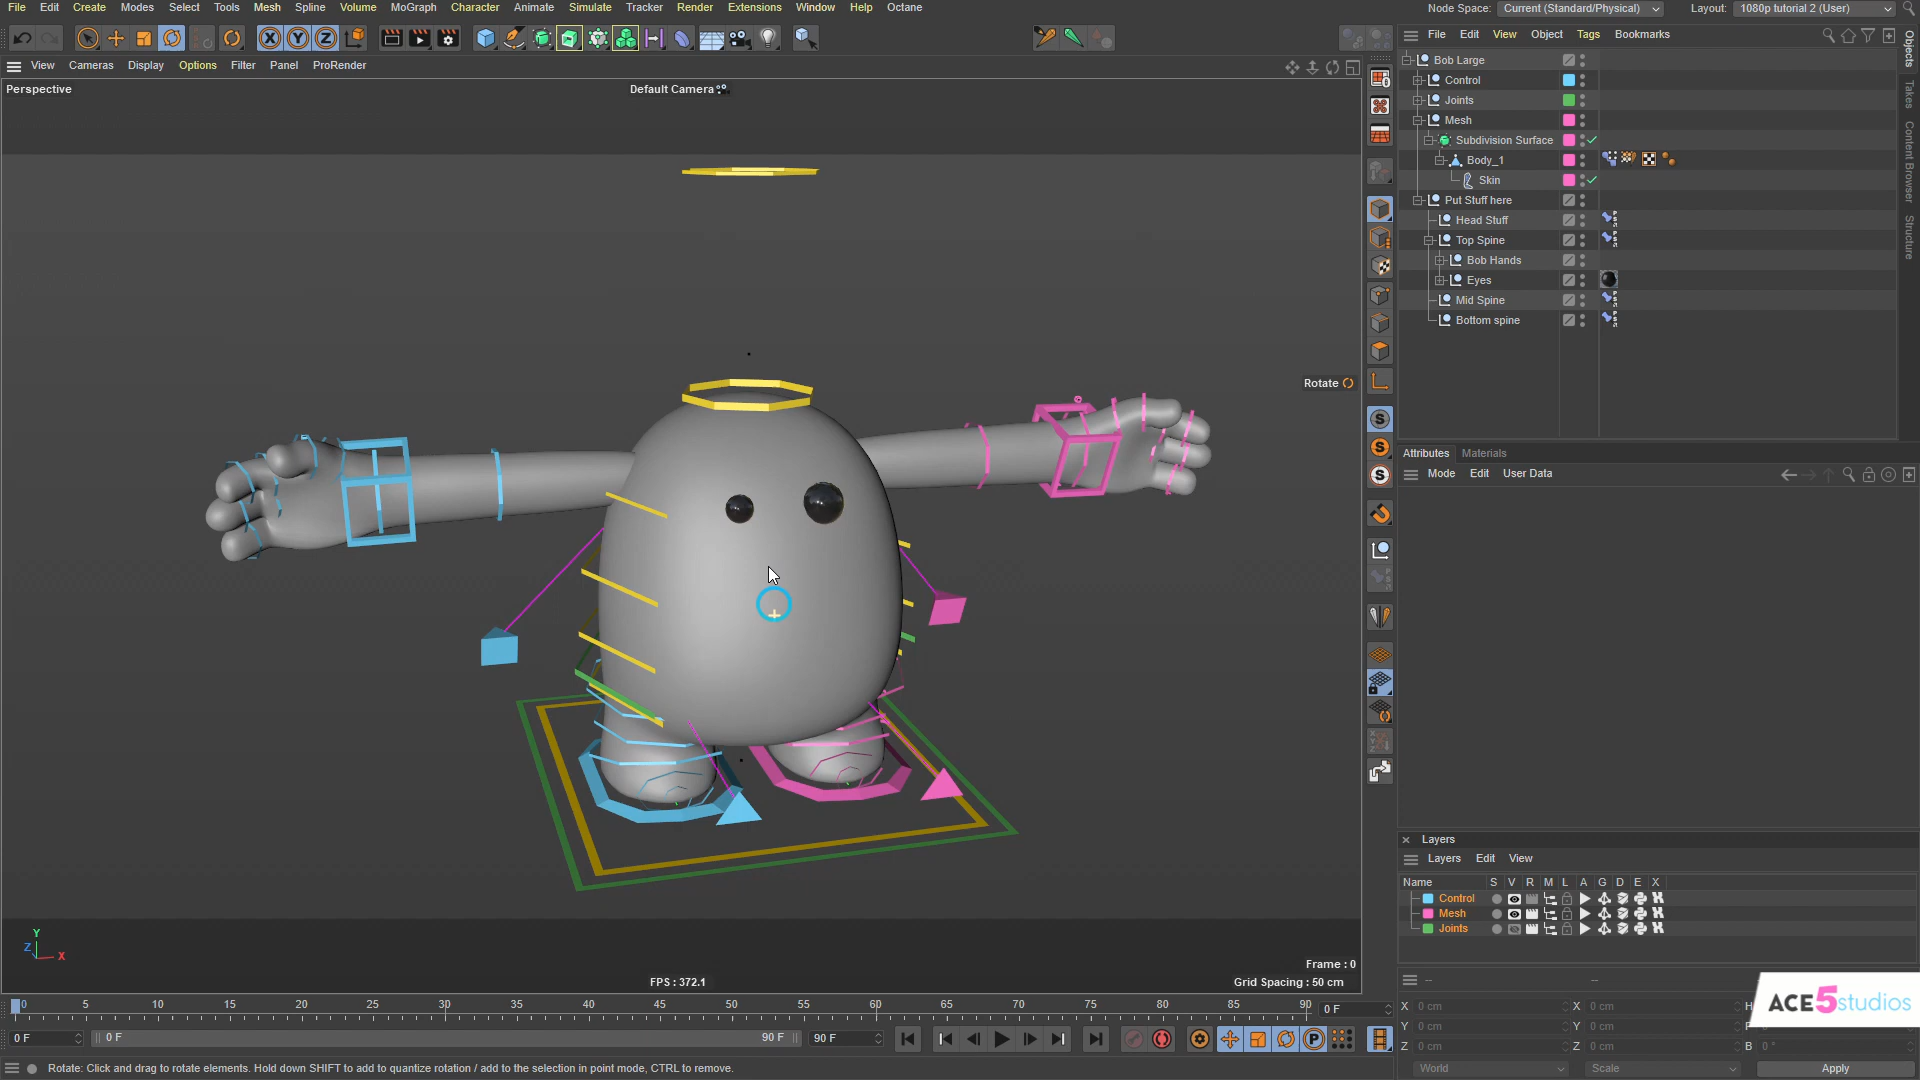 File Edit Create Modes Select Tools Mesh Spline Volume MoGraph Character Animate Simulate Tracker Render Extensions Window Help Octane
Node Space: Current (Standard/Physical) Layout: 1080p tutorial 2 (User)
File Edit View Object Tags Bookmarks
View Cameras Display Options Filter Panel ProRender
Perspective
Default Camera
Bob Large
Control
Joints
Mesh
Subdivision Surface
Body_1
Skin
Put Stuff here
Head Stuff
Top Spine
Bob Hands
Eyes
Mid Spine
Bottom spine
Objects
Takes
Content Browser
Structure
Rotate
Attributes Materials
Mode Edit User Data
Layers
Layers Edit View
Name S V R M L A G D E X
Control
Mesh
Joints
Y
Z
X
Frame : 0
FPS : 372.1
Grid Spacing : 50 cm
0 5 10 15 20 25 30 35 40 45 50 55 60 65 70 75 80 85 90 0 F
0 F 0 F 90 F 90 F
-- --
X 0 cm X 0 cm H
Y 0 cm Y 0 cm
Z 0 cm Z 0 cm B 0 °
World Scale Apply
ACE5studios
Rotate: Click and drag to rotate elements. Hold down SHIFT to add to quantize rotation / add to the selection in point mode, CTRL to remove.